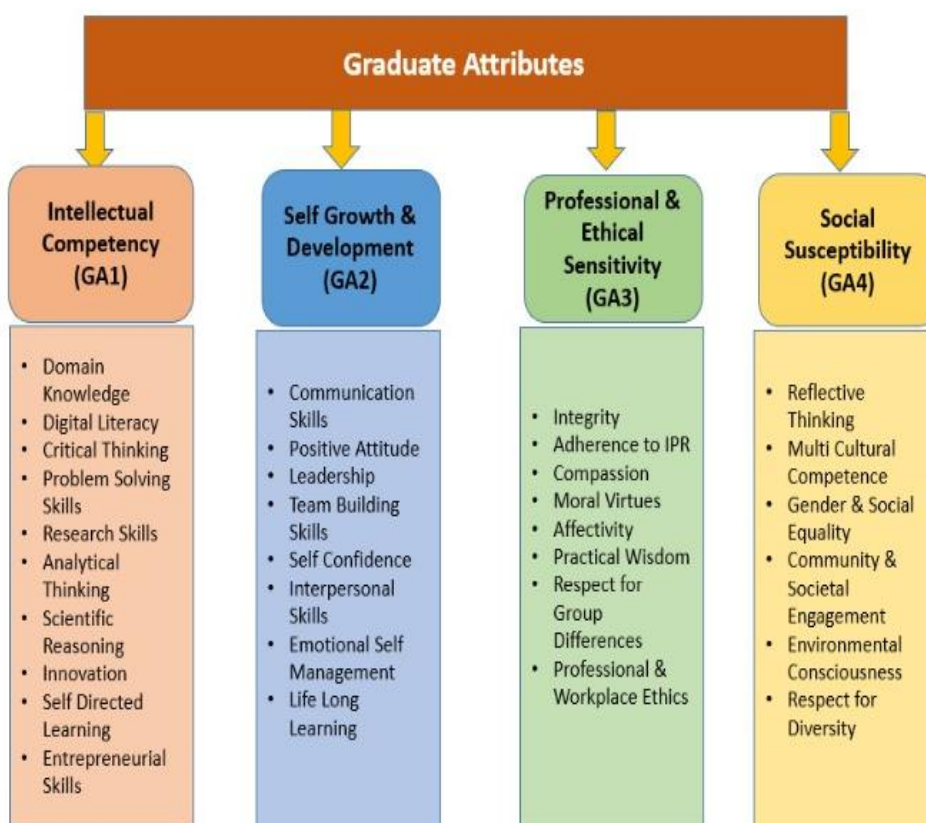 Graduate Attributes
Intellectual
Competency
(GA1)
• Domain
Knowledge
• Digital Literacy
• Critical Thinking
• Problem Solving
Skills
• Research Skills
• Analytical
Thinking
• Scientific
Reasoning
• Innovation
• Self Directed
Learning
• Entrepreneurial
Skills
Self Growth &
Development
(GA2)
• Communication
Skills
• Positive Attitude
• Leadership
• Team Building
Skills
• Self Confidence
• Interpersonal
Skills
• Emotional Self
Management
• Life Long
Learning
Professional &
Ethical
Sensitivity
(GA3)
• Integrity
• Adherence to IPR
• Compassion
• Moral Virtues
• Affectivity
• Practical Wisdom
• Respect for
Group
Differences
• Professional &
Workplace Ethics
Social
Susceptibility
(GA4)
• Reflective
Thinking
• Multi Cultural
Competence
• Gender & Social
Equality
• Community &
Societal
Engagement
• Environmental
Consciousness
• Respect for
Diversity